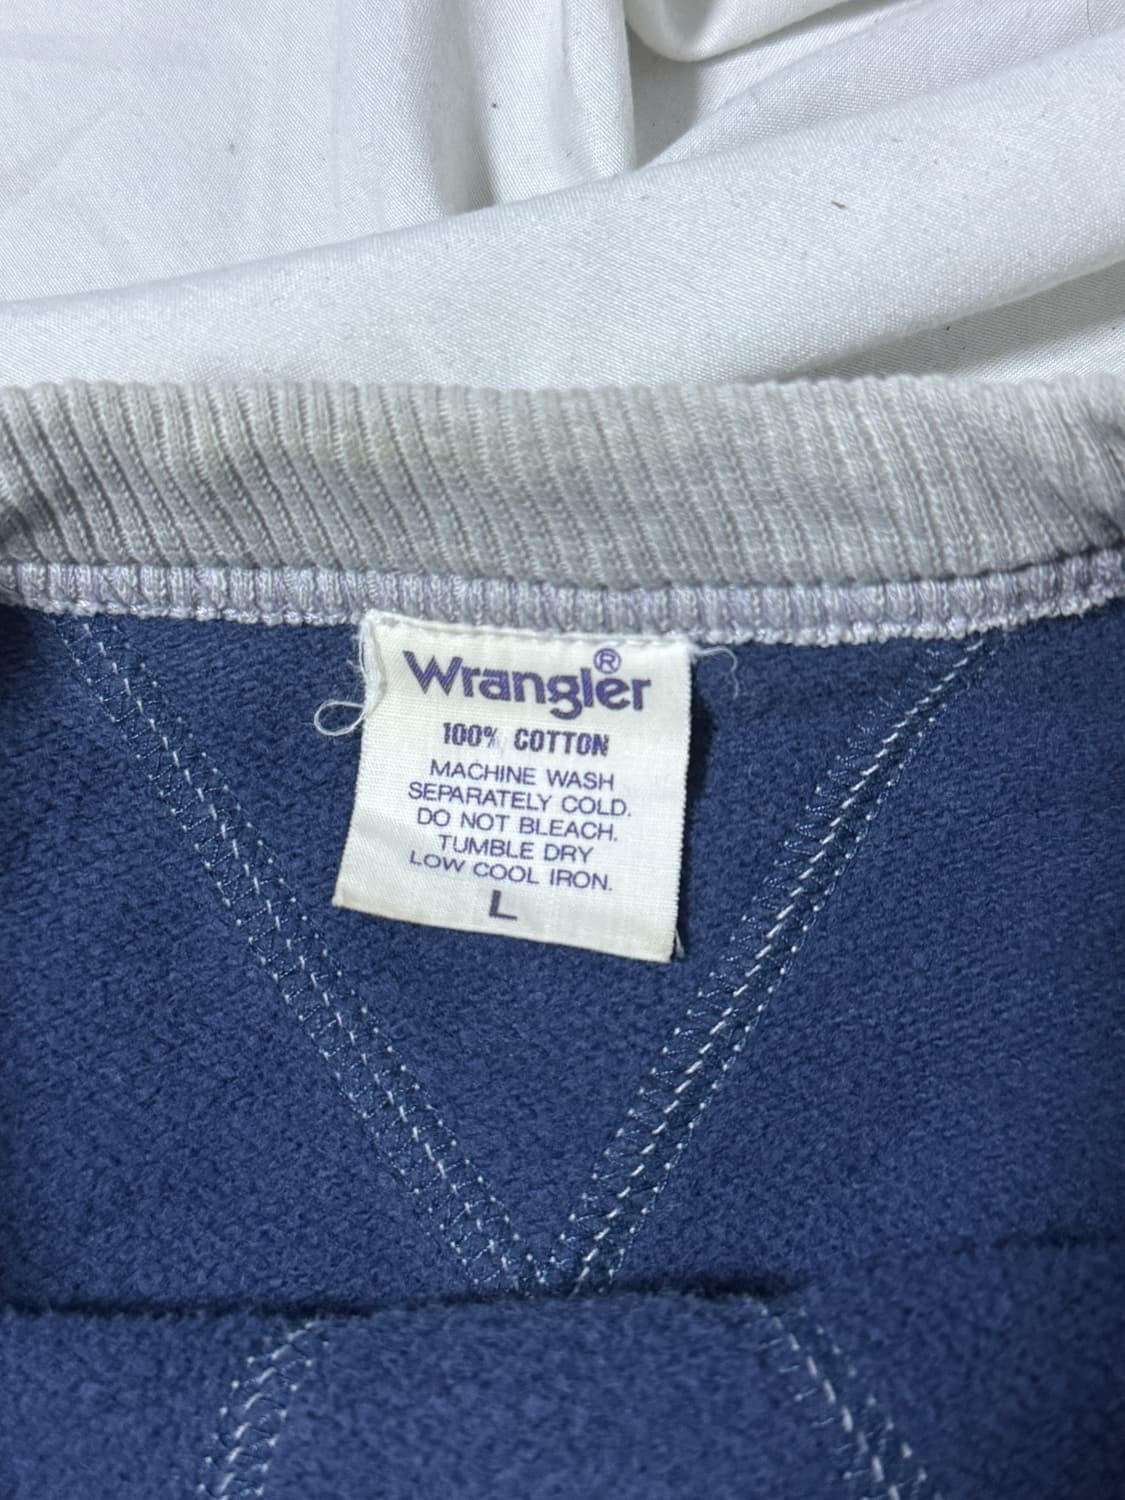 Wrangler®
100% COTTON
MACHINE WASH
SEPARATELY COLD.
DO NOT BLEACH.
TUMBLE DRY
LOW COOL IRON.
L